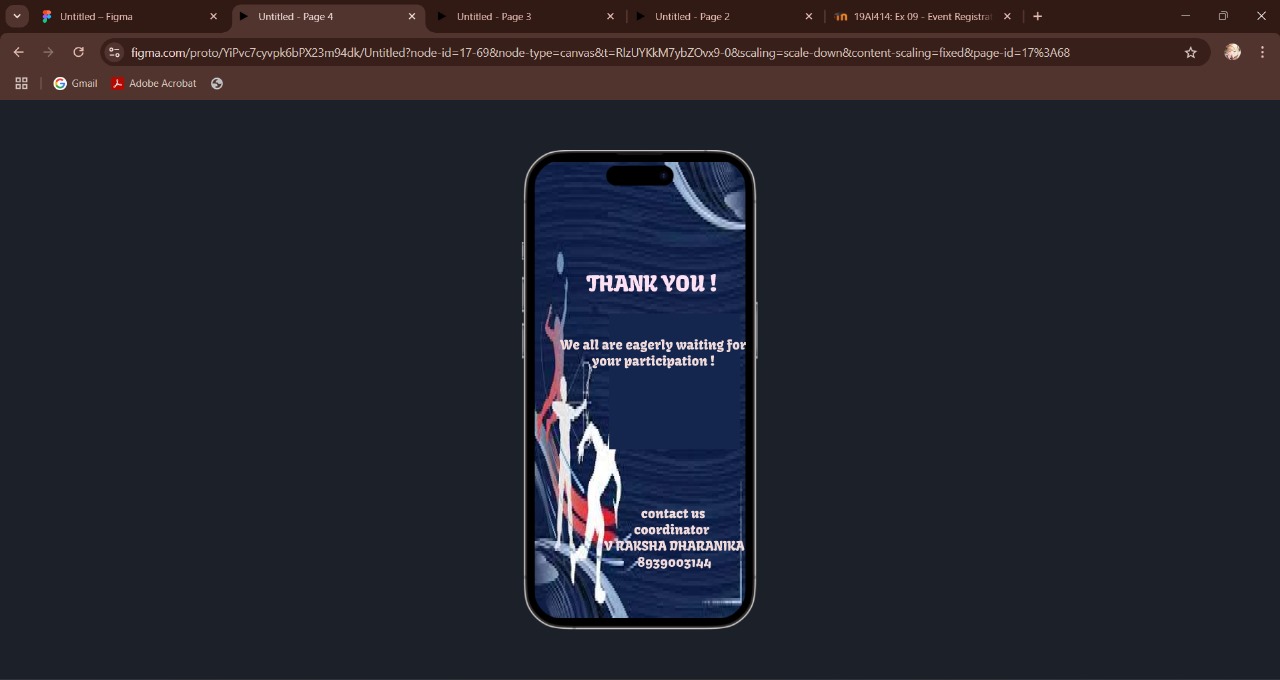 Untitled – Figma
Untitled - Page 4
Untitled - Page 3
Untitled - Page 2
19AI414: Ex 09 - Event Registrat
figma.com/proto/YiPvc7cyvpk6bPX23m94dk/Untitled?node-id=17-69&node-type=canvas&t=RlzUYKkM7ybZOvx9-0&scaling=scale-down&content-scaling=fixed&page-id=17%3A68
Gmail
Adobe Acrobat
THANK YOU !
We all are eagerly waiting for
your participation !
contact us
coordinator
V RAKSHA DHARANIKA
8939003144